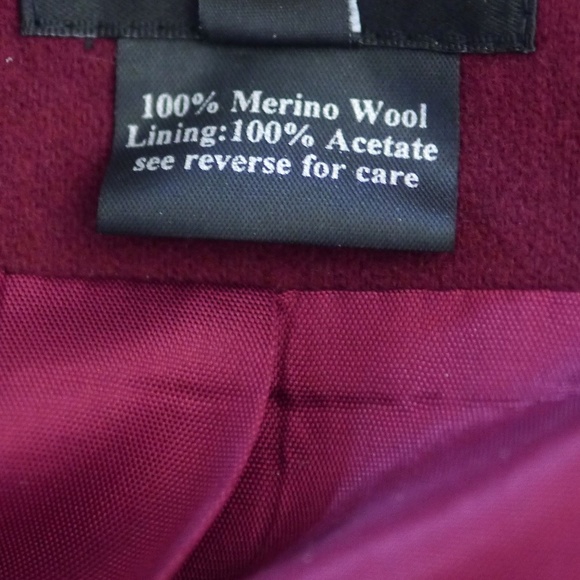 100% Merino Wool
Lining:100% Acetate
see reverse for care